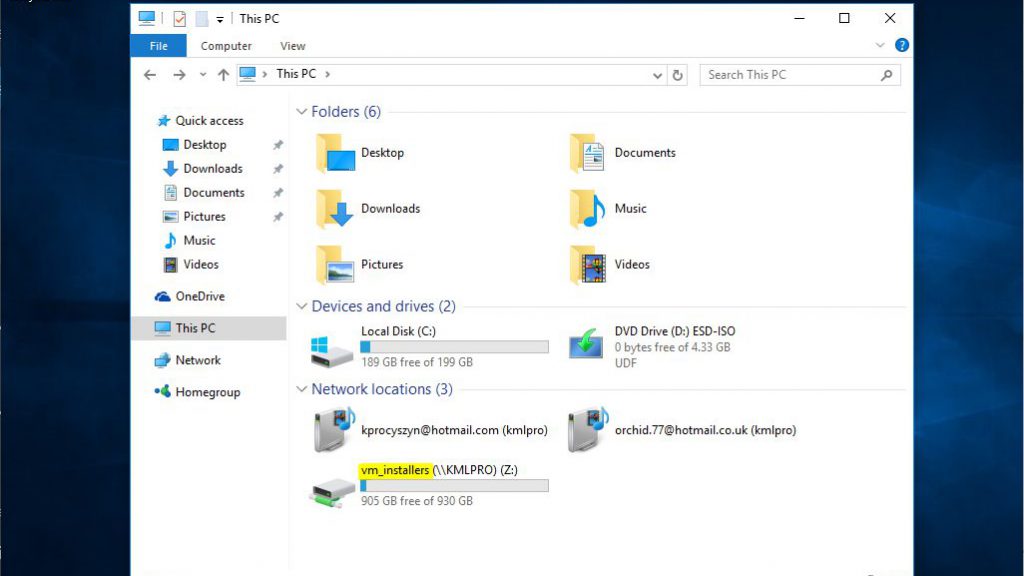 This PC
File Computer View
This PC
Search This PC
Quick access
Desktop
Downloads
Documents
Pictures
Music
Videos
OneDrive
This PC
Network
Homegroup
Folders (6)
Desktop
Documents
Downloads
Music
Pictures
Videos
Devices and drives (2)
Local Disk (C:)
189 GB free of 199 GB
DVD Drive (D:) ESD-ISO
0 bytes free of 4.33 GB
UDF
Network locations (3)
kprocyszyn@hotmail.com (kmlpro)
orchid.77@hotmail.co.uk (kmlpro)
vm_installers (\\KMLPRO) (Z:)
905 GB free of 930 GB